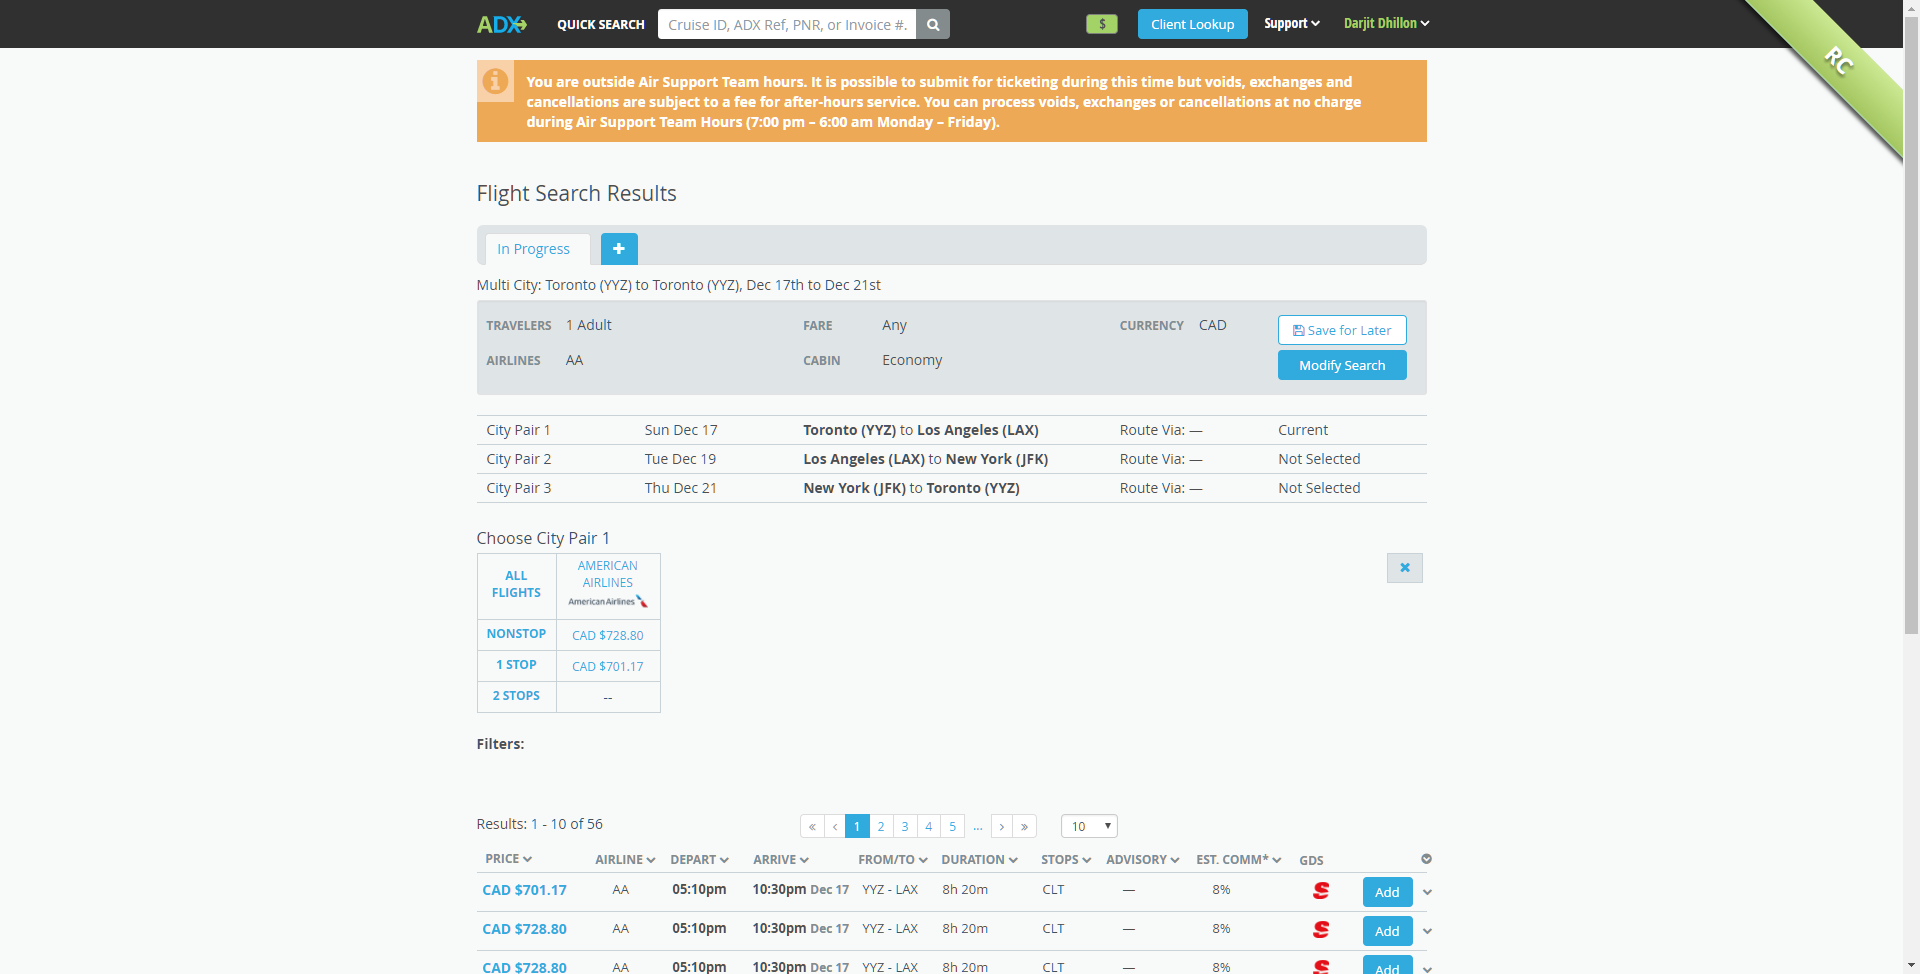 ADX QUICK SEARCH Cruise ID, ADX Ref, PNR, or Invoice #. $ Client Lookup Support Darjit Dhillon
RC
You are outside Air Support Team hours. It is possible to submit for ticketing during this time but voids, exchanges and
cancellations are subject to a fee for after-hours service. You can process voids, exchanges or cancellations at no charge
during Air Support Team Hours (7:00 pm – 6:00 am Monday – Friday).
Flight Search Results
In Progress +
Multi City: Toronto (YYZ) to Toronto (YYZ), Dec 17th to Dec 21st
TRAVELERS 1 Adult FARE Any CURRENCY CAD Save for Later
AIRLINES AA CABIN Economy Modify Search
City Pair 1 Sun Dec 17 Toronto (YYZ) to Los Angeles (LAX) Route Via: — Current
City Pair 2 Tue Dec 19 Los Angeles (LAX) to New York (JFK) Route Via: — Not Selected
City Pair 3 Thu Dec 21 New York (JFK) to Toronto (YYZ) Route Via: — Not Selected
Choose City Pair 1
ALL
FLIGHTS
AMERICAN
AIRLINES
American Airlines
NONSTOP CAD $728.80
1 STOP CAD $701.17
2 STOPS --
Filters:
Results: 1 - 10 of 56 « ‹ 1 2 3 4 5 ... › » 10
PRICE AIRLINE DEPART ARRIVE FROM/TO DURATION STOPS ADVISORY EST. COMM* GDS
CAD $701.17 AA 05:10pm 10:30pm Dec 17 YYZ - LAX 8h 20m CLT — 8% S Add
CAD $728.80 AA 05:10pm 10:30pm Dec 17 YYZ - LAX 8h 20m CLT — 8% S Add
CAD $728.80 AA 05:10pm 10:30pm Dec 17 YYZ - LAX 8h 20m CLT — 8% S Add